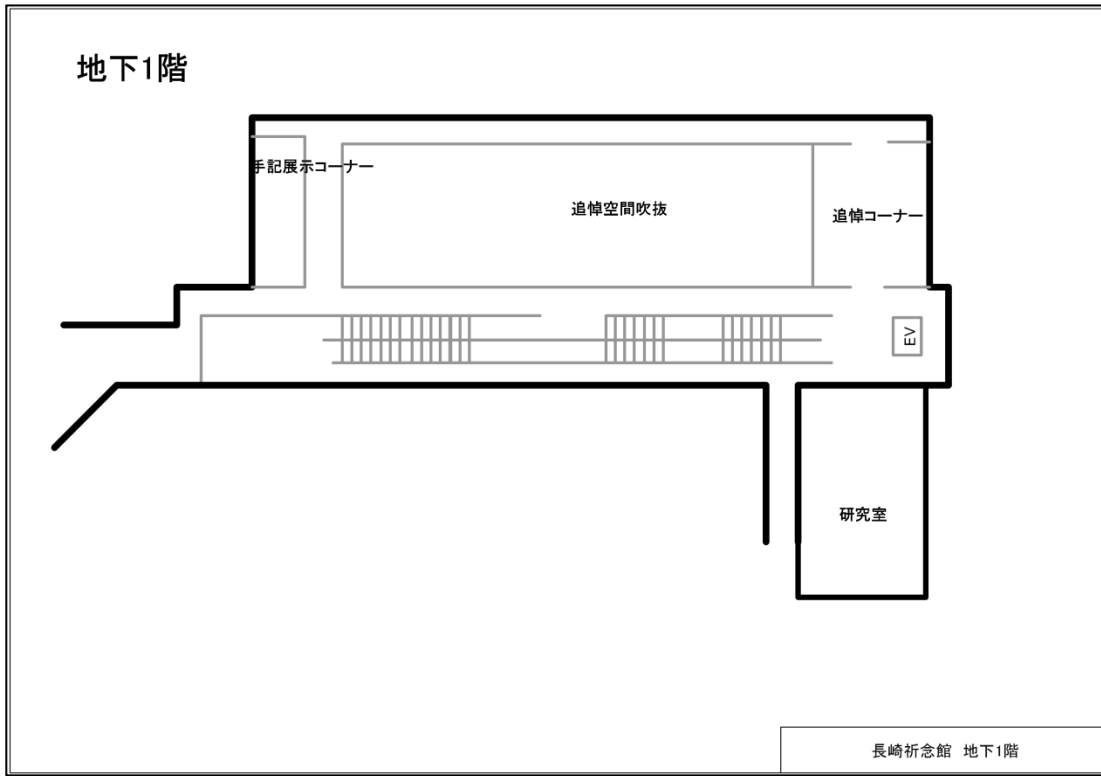 地下1階
手記展示コーナー
追悼空間吹抜
追悼コーナー
EV
研究室
長崎祈念館 地下1階